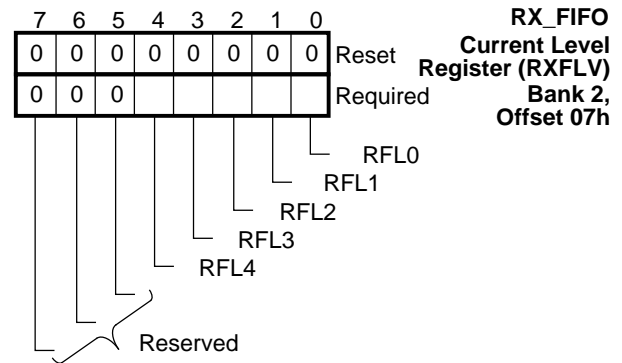 7 6 5 4 3 2 1 0
RX_FIFO
Current Level
Register (RXFLV)
Bank 2,
Offset 07h
0 0 0 0 0 0 0 0 Reset
0 0 0 Required
RFL0
RFL1
RFL2
RFL3
RFL4
Reserved